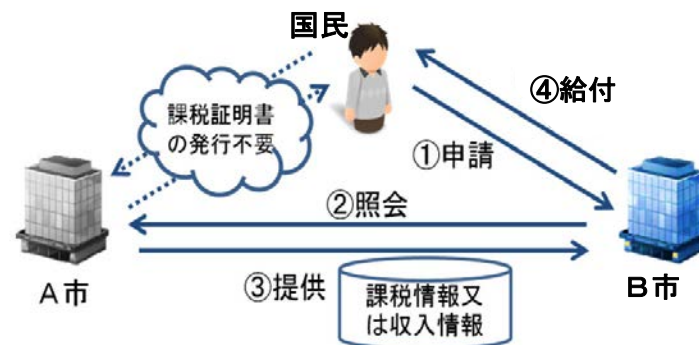 国民
課税証明書
の発行不要
④給付
①申請
②照会
③提供
課税情報又
は収入情報
A市
B市